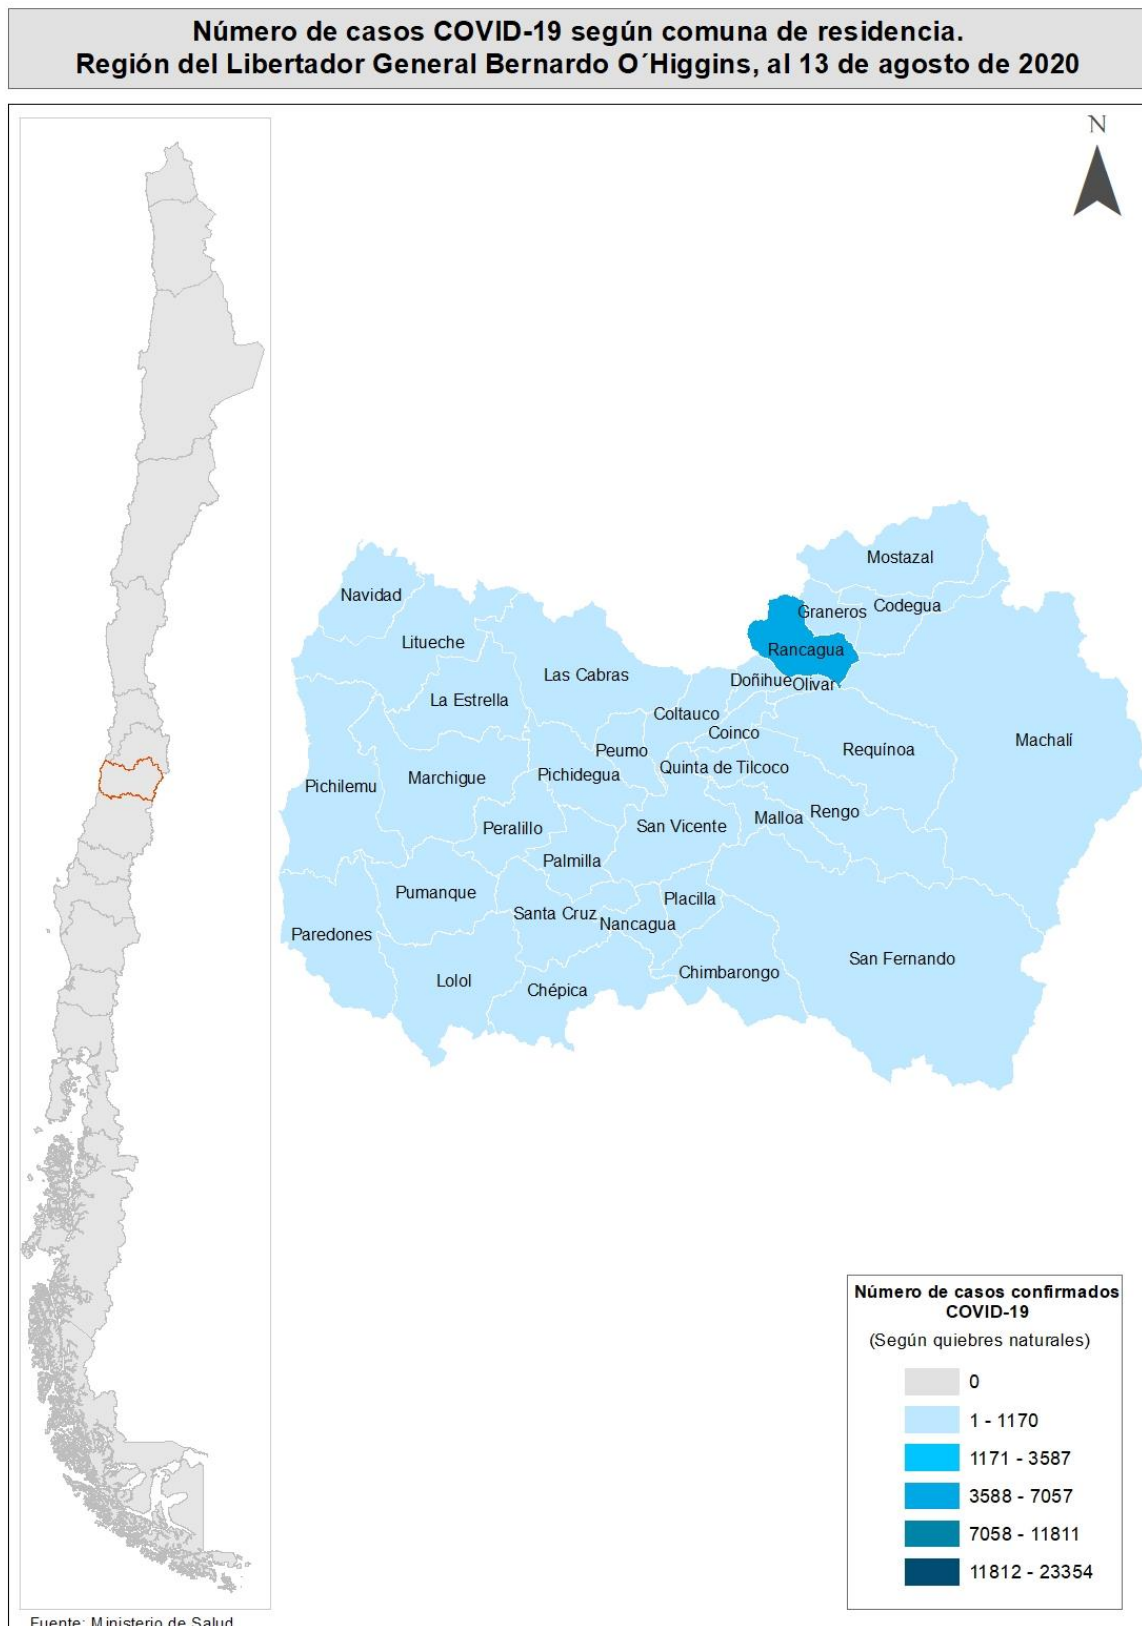 Número de casos COVID-19 según comuna de residencia.
Región del Libertador General Bernardo O´Higgins, al 13 de agosto de 2020
N
Mostazal
Navidad
Graneros
Codegua
Litueche
Rancagua
Las Cabras
Doñihue
Olivar
La Estrella
Coltauco
Coinco
Machalí
Peumo
Requínoa
Quinta de Tilcoco
Pichidegua
Marchigue
Pichilemu
Rengo
Malloa
San Vicente
Peralillo
Palmilla
Pumanque
Placilla
Santa Cruz
Nancagua
Paredones
San Fernando
Chimbarongo
Lolol
Chépica
Número de casos confirmados
COVID-19
(Según quiebres naturales)
0
1 - 1170
1171 - 3587
3588 - 7057
7058 - 11811
11812 - 23354
Fuente: Ministerio de Salud